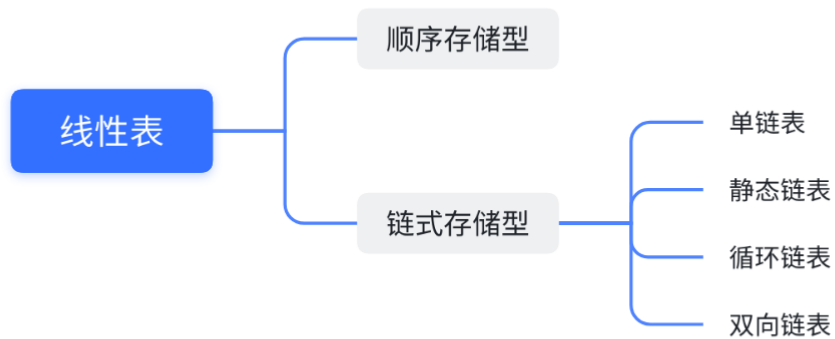 线性表
顺序存储型
链式存储型
单链表
静态链表
循环链表
双向链表